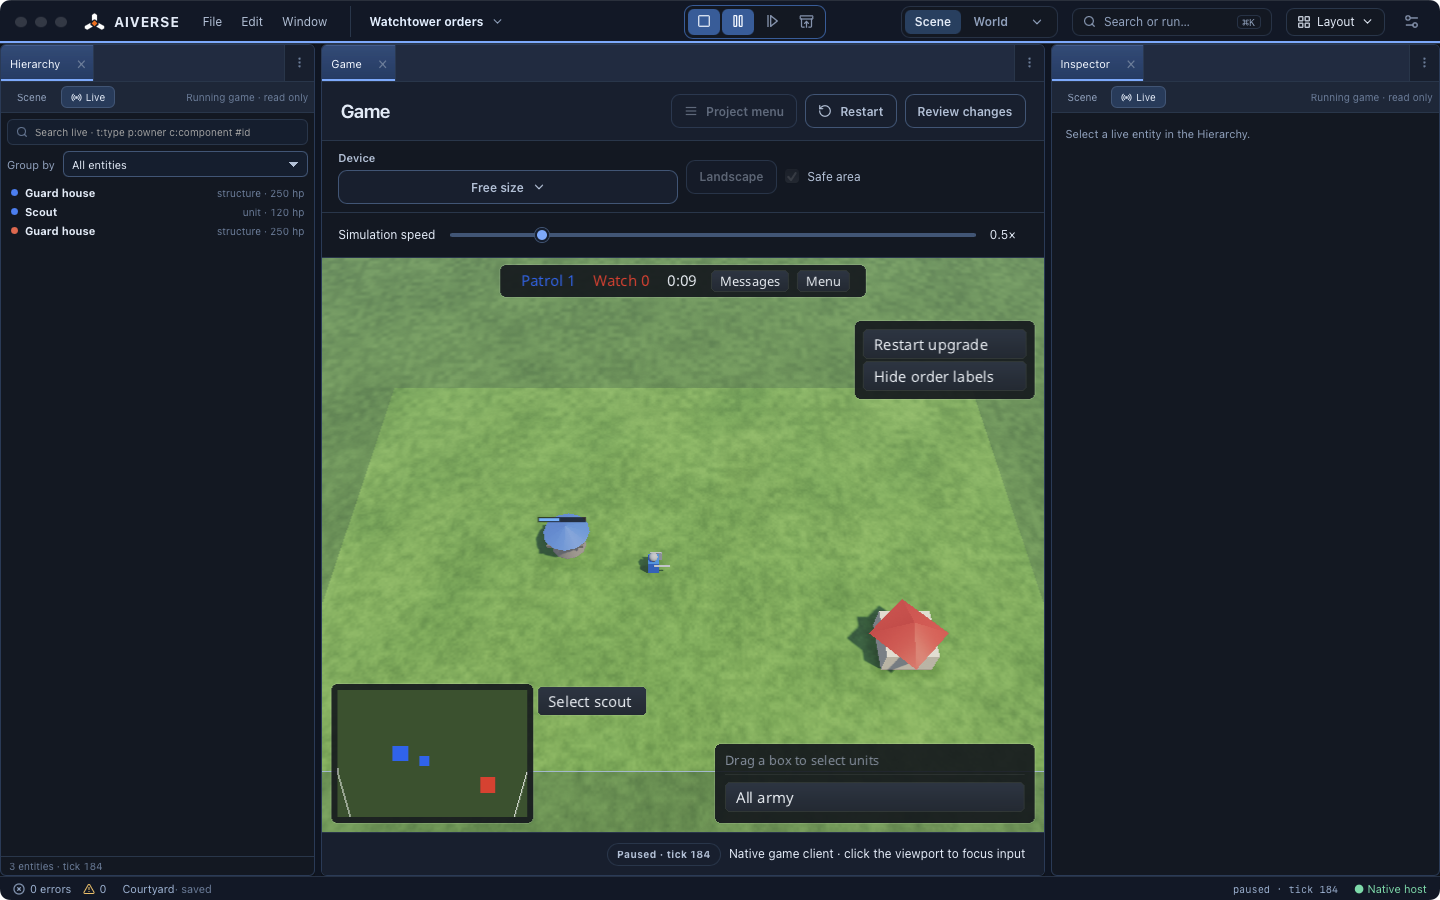 AIVERSE File Edit Window Watchtower orders Scene World Search or run... ⌘K Layout
Hierarchy
Scene Live Running game · read only
Search live · t:type p:owner c:component #id
Group by All entities
Guard house structure · 250 hp
Scout unit · 120 hp
Guard house structure · 250 hp
3 entities · tick 184
Game
Game Project menu Restart Review changes
Device
Free size Landscape Safe area
Simulation speed 0.5×
Patrol 1 Watch 0 0:09 Messages Menu
Restart upgrade
Hide order labels
Select scout
Drag a box to select units
All army
Paused · tick 184 Native game client · click the viewport to focus input
Inspector
Scene Live Running game · read only
Select a live entity in the Hierarchy.
0 errors 0 Courtyard · saved paused · tick 184 Native host